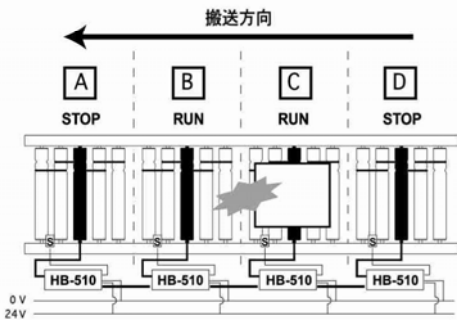 搬送方向
A B C D
STOP RUN RUN STOP
S S S S
HB-510 HB-510 HB-510 HB-510
0 V
24 V